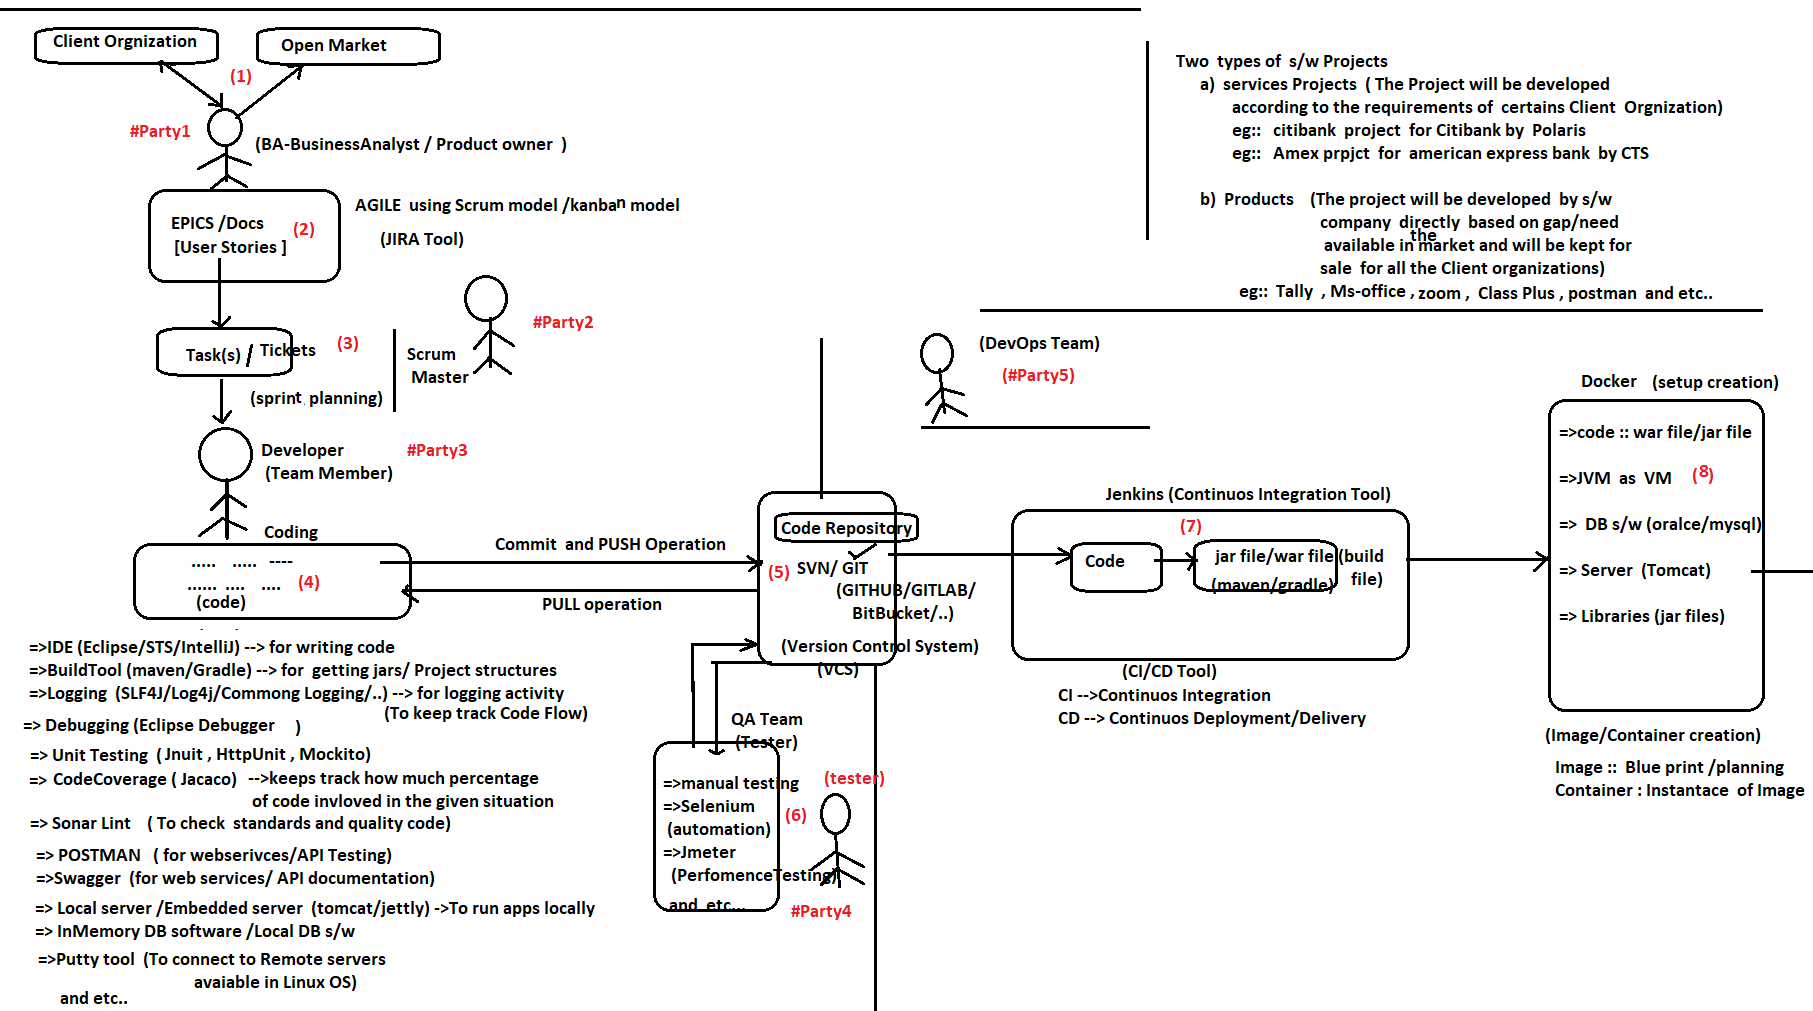 Client Orgnization
Open Market
(1)
#Party1
(BA-BusinessAnalyst / Product owner )
EPICS /Docs
[User Stories ]
(2)
AGILE using Scrum model /kanban model
(JIRA Tool)
#Party2
Task(s) / Tickets
(3)
Scrum
Master
(sprint planning)
Developer
(Team Member)
#Party3
Coding
..... ..... ----
...... .... ....
(code)
(4)
=>IDE (Eclipse/STS/IntelliJ) --> for writing code
=>BuildTool (maven/Gradle) --> for getting jars/ Project structures
=>Logging (SLF4J/Log4j/Commong Logging/..) --> for logging activity
(To keep track Code Flow)
=> Debugging (Eclipse Debugger )
=> Unit Testing ( Jnuit , HttpUnit , Mockito)
=> CodeCoverage ( Jacaco) -->keeps track how much percentage
of code invloved in the given situation
=> Sonar Lint ( To check standards and quality code)
=> POSTMAN ( for webserivces/API Testing)
=>Swagger (for web services/ API documentation)
=> Local server /Embedded server (tomcat/jettly) ->To run apps locally
=> InMemory DB software /Local DB s/w
=>Putty tool (To connect to Remote servers
avaiable in Linux OS)
and etc..
Commit and PUSH Operation
PULL operation
Code Repository
(5)
SVN/ GIT
(GITHUB/GITLAB/
BitBucket/..)
(Version Control System)
(VCS)
QA Team
(Tester)
=>manual testing
=>Selenium
(automation)
=>Jmeter
(PerfomenceTesting)
and etc...
(tester)
(6)
#Party4
Two types of s/w Projects
a) services Projects ( The Project will be developed
according to the requirements of certains Client Orgnization)
eg:: citibank project for Citibank by Polaris
eg:: Amex prpjct for american express bank by CTS
b) Products (The project will be developed by s/w
company directly based on gap/need
the
available in market and will be kept for
sale for all the Client organizations)
eg:: Tally , Ms-office , zoom , Class Plus , postman and etc..
(DevOps Team)
(#Party5)
Jenkins (Continuos Integration Tool)
(7)
Code
jar file/war file (build
file)
(maven/gradle)
(CI/CD Tool)
CI -->Continuos Integration
CD --> Continuos Deployment/Delivery
Docker (setup creation)
=>code :: war file/jar file
=>JVM as VM
(8)
=> DB s/w (oralce/mysql)
=> Server (Tomcat)
=> Libraries (jar files)
(Image/Container creation)
Image :: Blue print /planning
Container : Instantace of Image